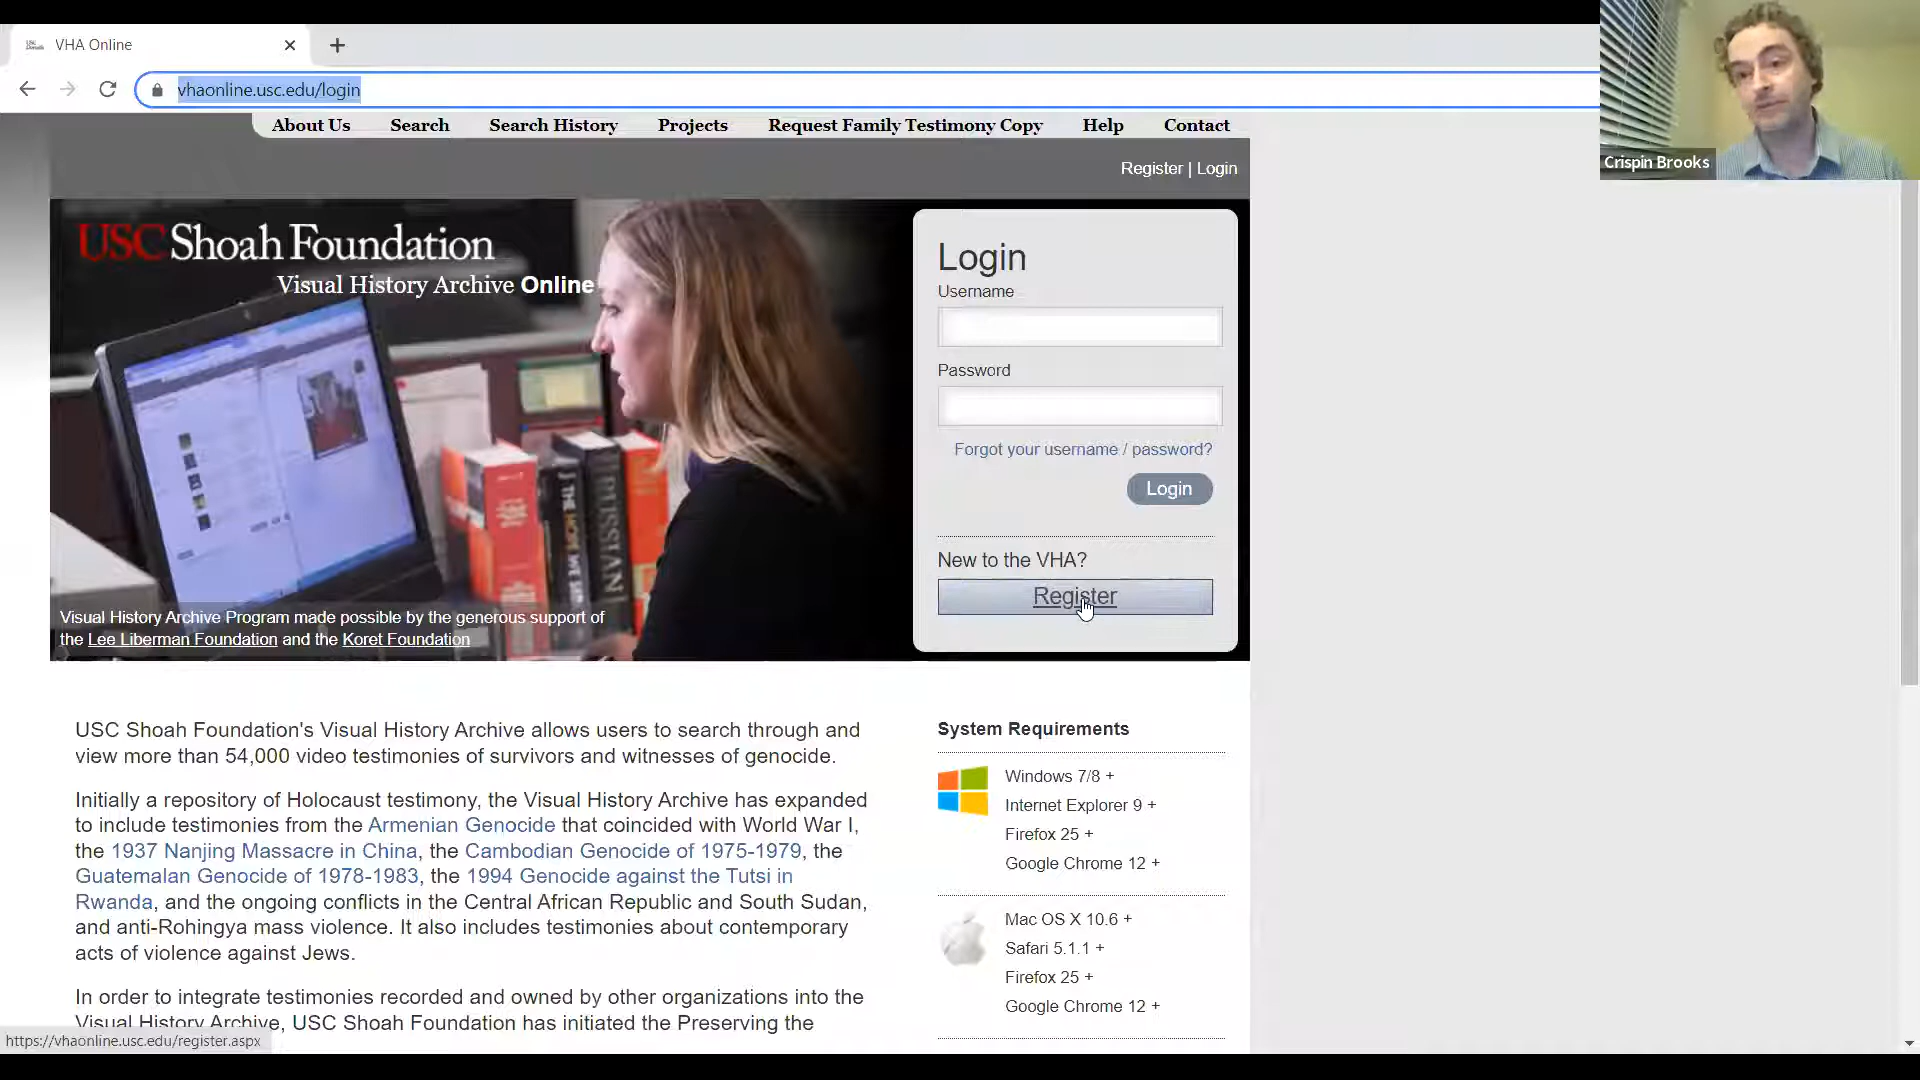 VHA Online
vhaonline.usc.edu/login
Crispin Brooks
About Us Search Search History Projects Request Family Testimony Copy Help Contact
Register | Login
USC Shoah Foundation
Visual History Archive Online
Login
Username
Password
Forgot your username / password?
Login
New to the VHA?
Register
RUSSIAN
Visual History Archive Program made possible by the generous support of
the Lee Liberman Foundation and the Koret Foundation
USC Shoah Foundation's Visual History Archive allows users to search through and
view more than 54,000 video testimonies of survivors and witnesses of genocide.
Initially a repository of Holocaust testimony, the Visual History Archive has expanded
to include testimonies from the Armenian Genocide that coincided with World War I,
the 1937 Nanjing Massacre in China, the Cambodian Genocide of 1975-1979, the
Guatemalan Genocide of 1978-1983, the 1994 Genocide against the Tutsi in
Rwanda, and the ongoing conflicts in the Central African Republic and South Sudan,
and anti-Rohingya mass violence. It also includes testimonies about contemporary
acts of violence against Jews.
In order to integrate testimonies recorded and owned by other organizations into the
Visual History Archive, USC Shoah Foundation has initiated the Preserving the
System Requirements
Windows 7/8 +
Internet Explorer 9 +
Firefox 25 +
Google Chrome 12 +
Mac OS X 10.6 +
Safari 5.1.1 +
Firefox 25 +
Google Chrome 12 +
https://vhaonline.usc.edu/register.aspx